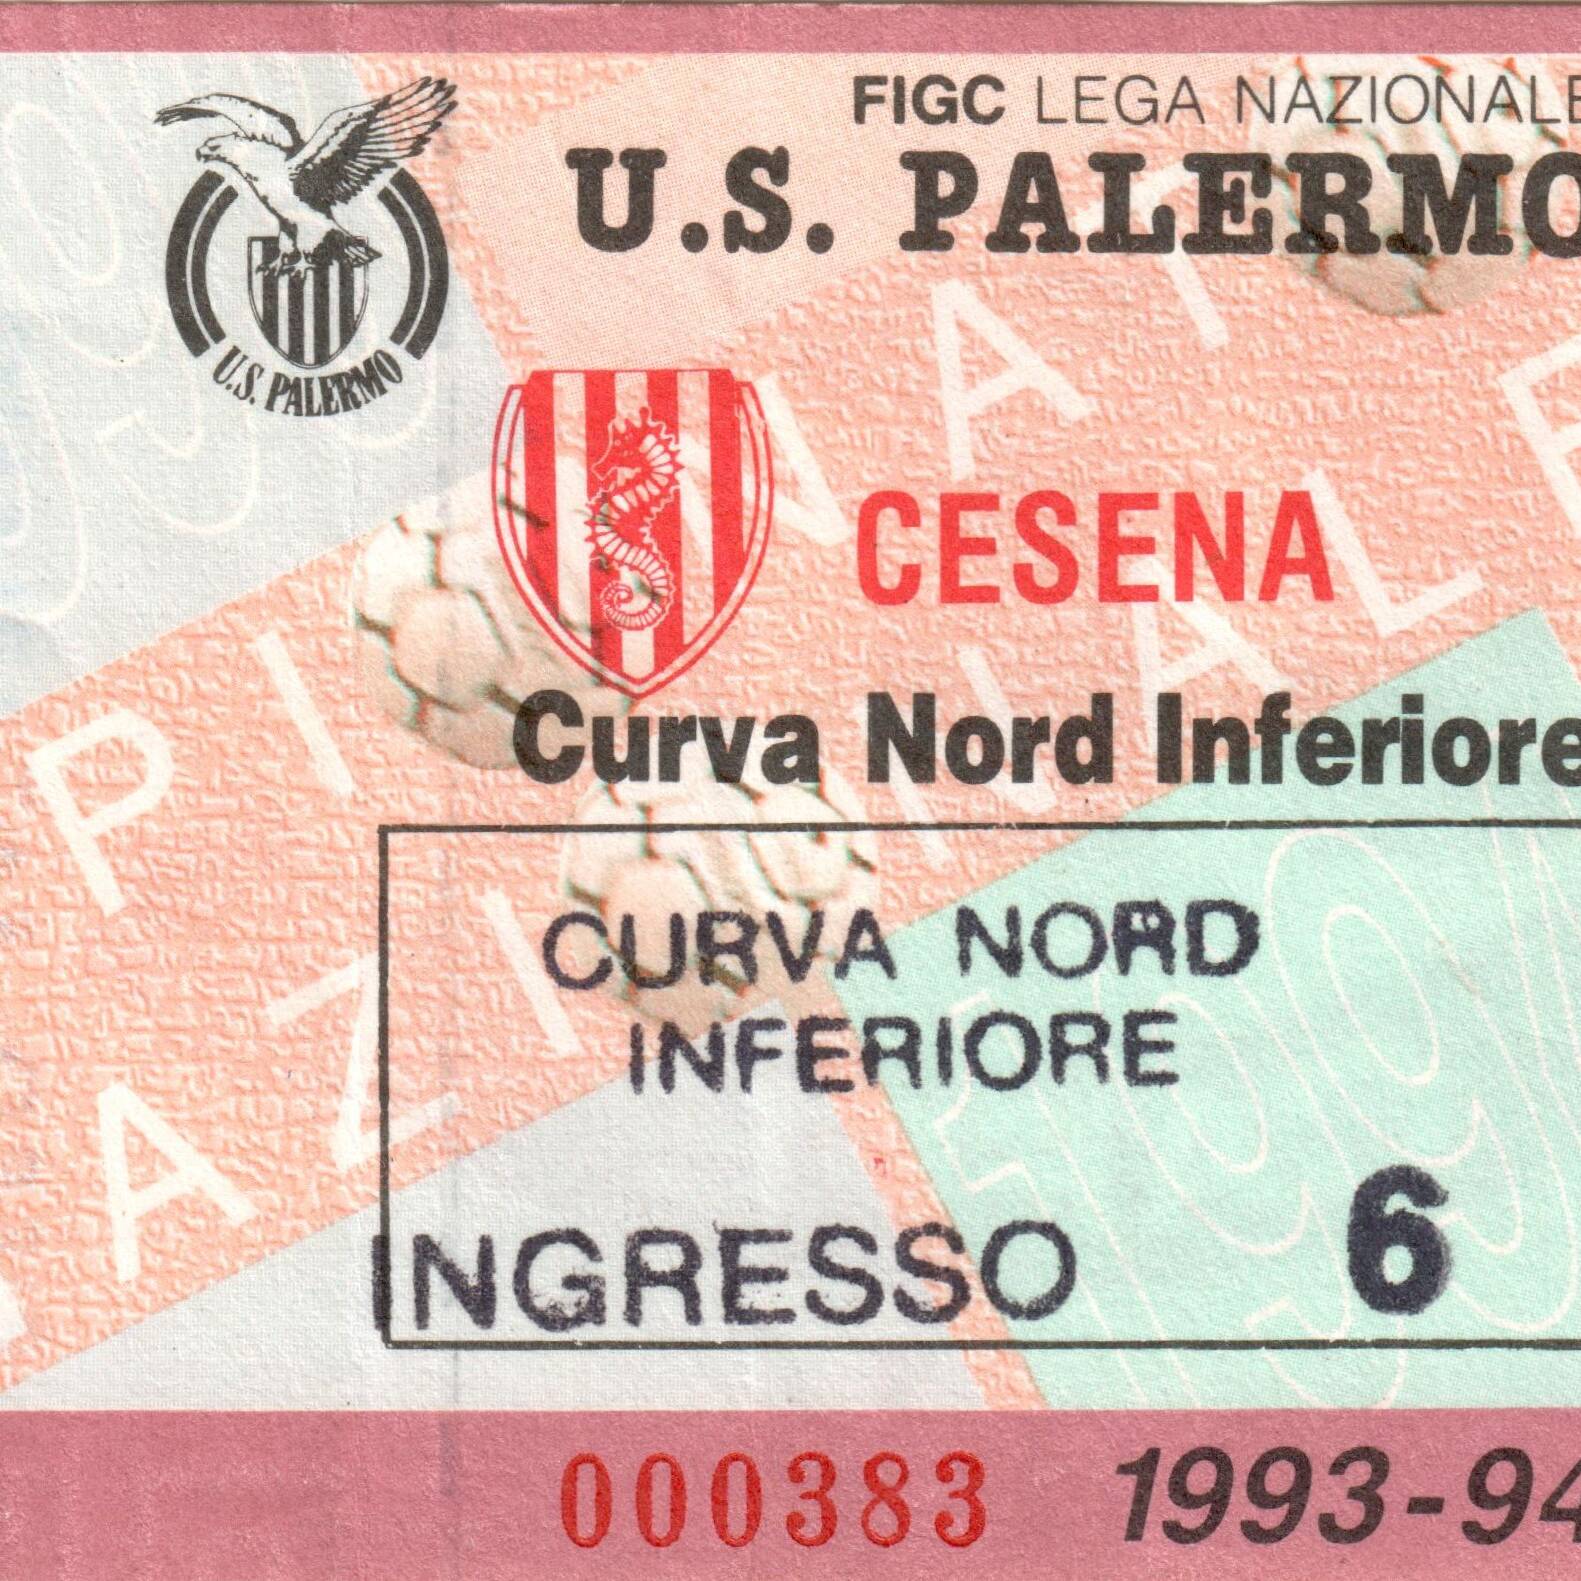 FIGC LEGA NAZIONALE
U.S. PALERMO
U.S. PALERMO
CESENA
Curva Nord Inferiore
CURVA NORD
INFERIORE
INGRESSO 6
000383 1993-94